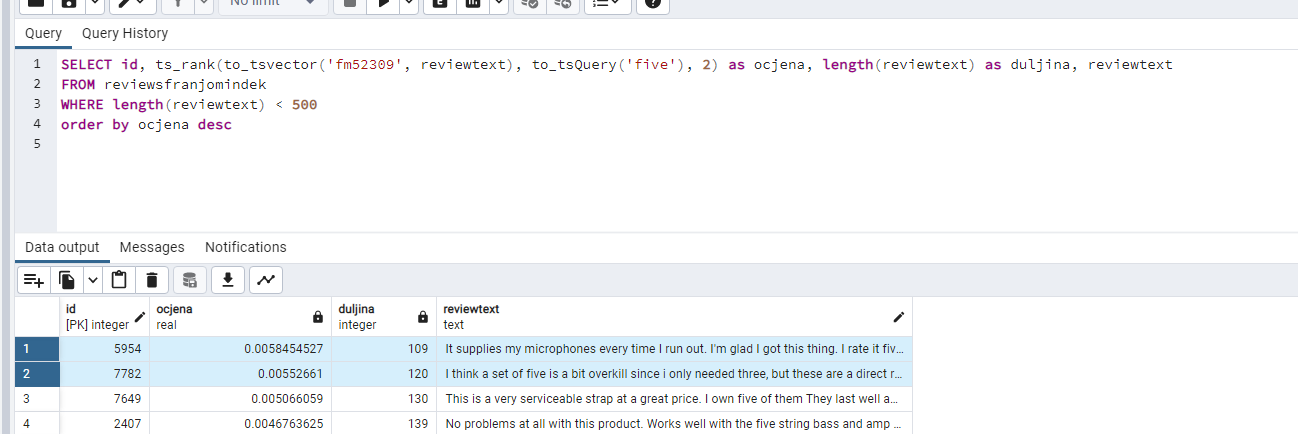 No limit
Query Query History
1 SELECT id, ts_rank(to_tsvector('fm52309', reviewtext), to_tsQuery('five'), 2) as ocjena, length(reviewtext) as duljina, reviewtext
2 FROM reviewsfranjomindek
3 WHERE length(reviewtext) < 500
4 order by ocjena desc
5
Data output Messages Notifications
id ocjena duljina reviewtext
[PK] integer real integer text
1 5954 0.0058454527 109 It supplies my microphones every time I run out. I'm glad I got this thing. I rate it fiv...
2 7782 0.00552661 120 I think a set of five is a bit overkill since i only needed three, but these are a direct r...
3 7649 0.005066059 130 This is a very serviceable strap at a great price. I own five of them They last well a...
4 2407 0.0046763625 139 No problems at all with this product. Works well with the five string bass and amp ...